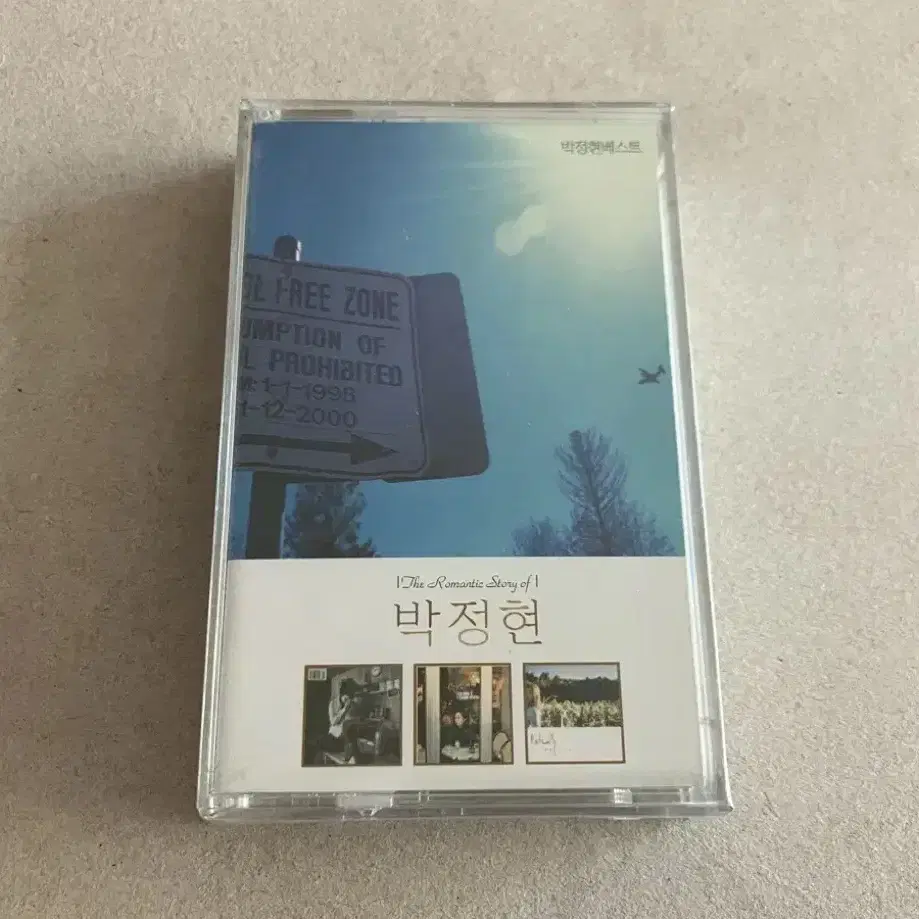 박정현베스트
FREE ZONE
UMPTION OF
L PROHIBITED
1-1-1998
1-12-2000
The Romantic Story of
박정현